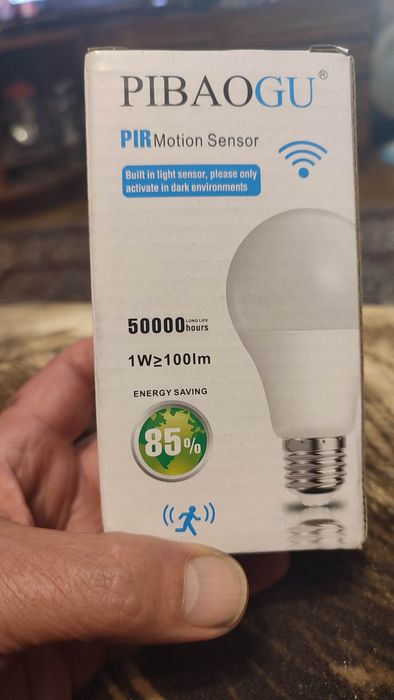 PIBAOGU®
PIR Motion Sensor
Built in light sensor, please only
activate in dark environments
50000 LONG LIFE hours
1W≥100lm
ENERGY SAVING
85%